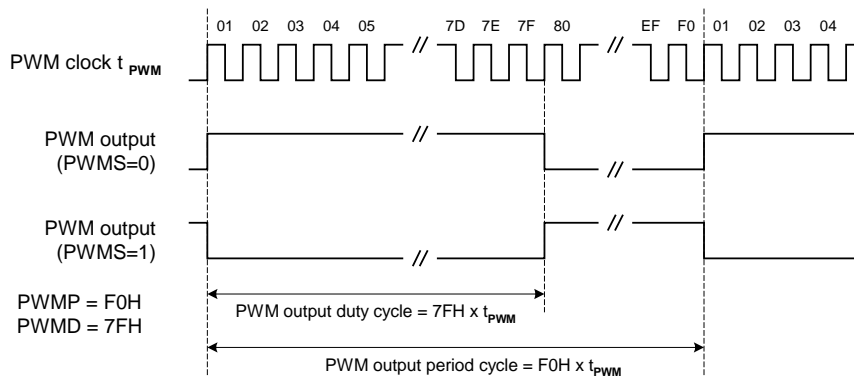 01 02 03 04 05 7D 7E 7F 80 EF F0 01 02 03 04
PWM clock t PWM
PWM output
(PWMS=0)
PWM output
(PWMS=1)
PWMP = F0H
PWMD = 7FH
PWM output duty cycle = 7FH x tPWM
PWM output period cycle = F0H x tPWM